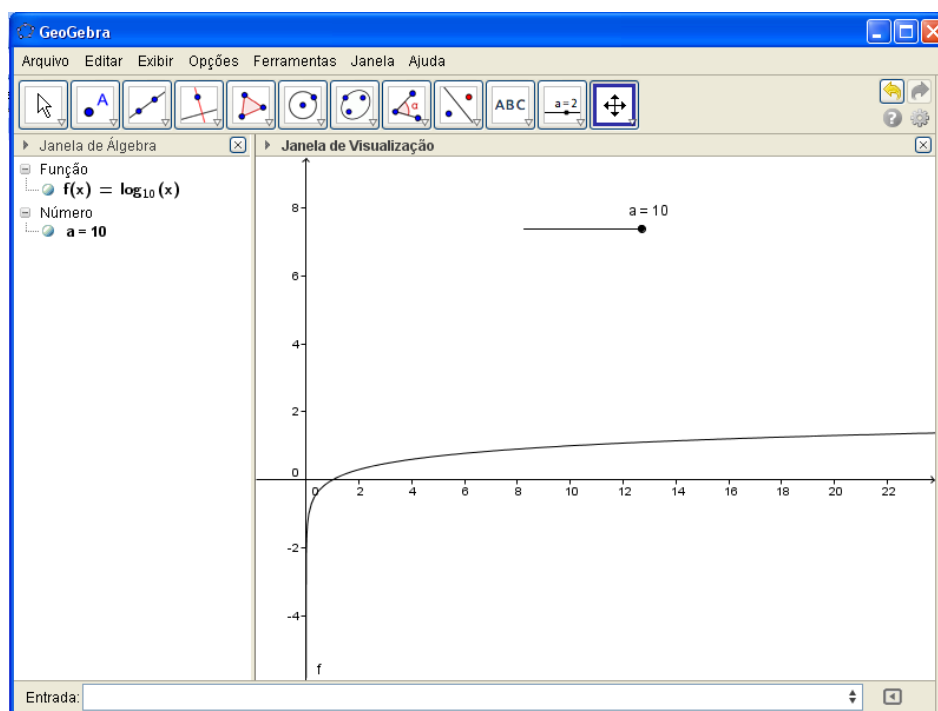 GeoGebra
Arquivo Editar Exibir Opções Ferramentas Janela Ajuda
A α ABC a=2
Janela de Álgebra
Função
f(x) = log₁₀(x)
Número
a = 10
Janela de Visualização
a = 10
8
6
4
2
0
-2
-4
0 2 4 6 8 10 12 14 16 18 20 22
f
Entrada: